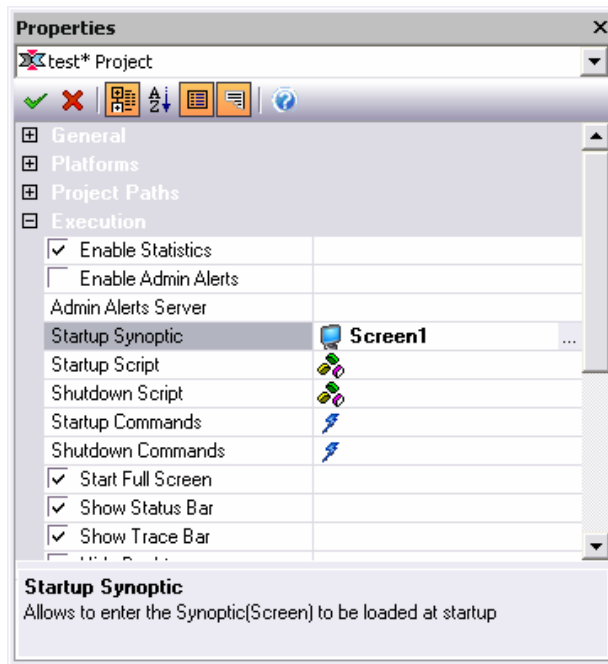 Properties
test* Project
General
Platforms
Project Paths
Execution
Enable Statistics
Enable Admin Alerts
Admin Alerts Server
Startup Synoptic Screen1 ...
Startup Script
Shutdown Script
Startup Commands
Shutdown Commands
Start Full Screen
Show Status Bar
Show Trace Bar
Startup Synoptic
Allows to enter the Synoptic(Screen) to be loaded at startup